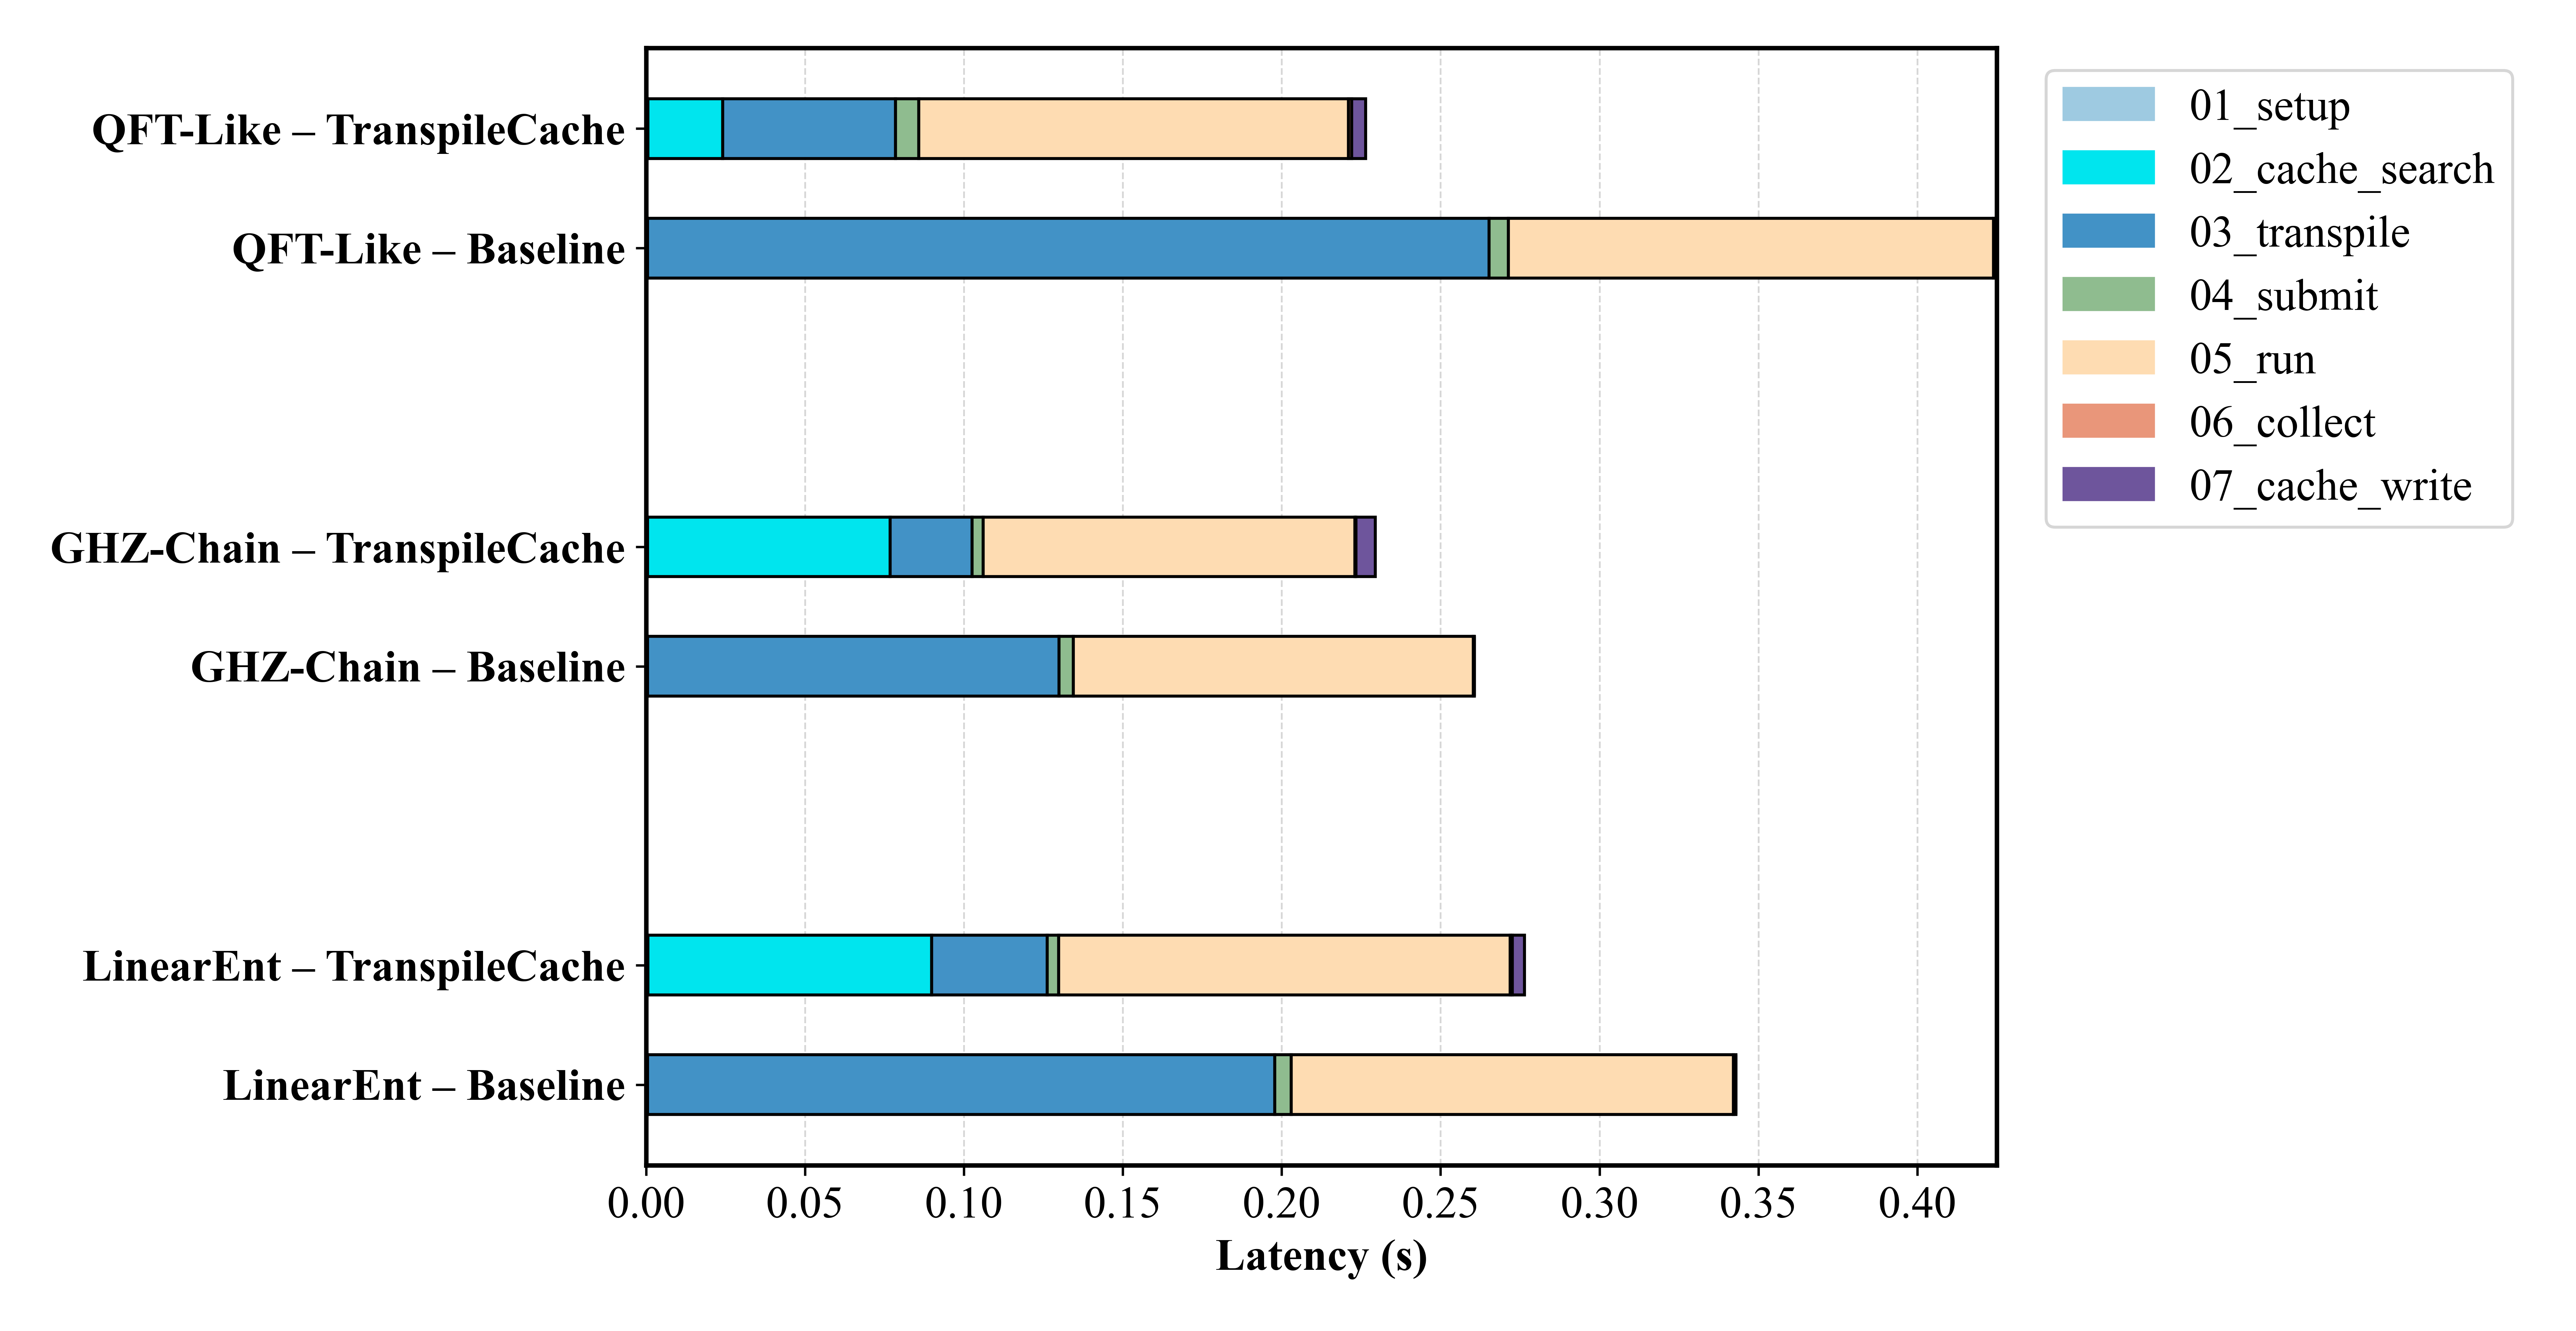 QFT-Like – TranspileCache
QFT-Like – Baseline
GHZ-Chain – TranspileCache
GHZ-Chain – Baseline
LinearEnt – TranspileCache
LinearEnt – Baseline
0.00 0.05 0.10 0.15 0.20 0.25 0.30 0.35 0.40
Latency (s)
01_setup
02_cache_search
03_transpile
04_submit
05_run
06_collect
07_cache_write